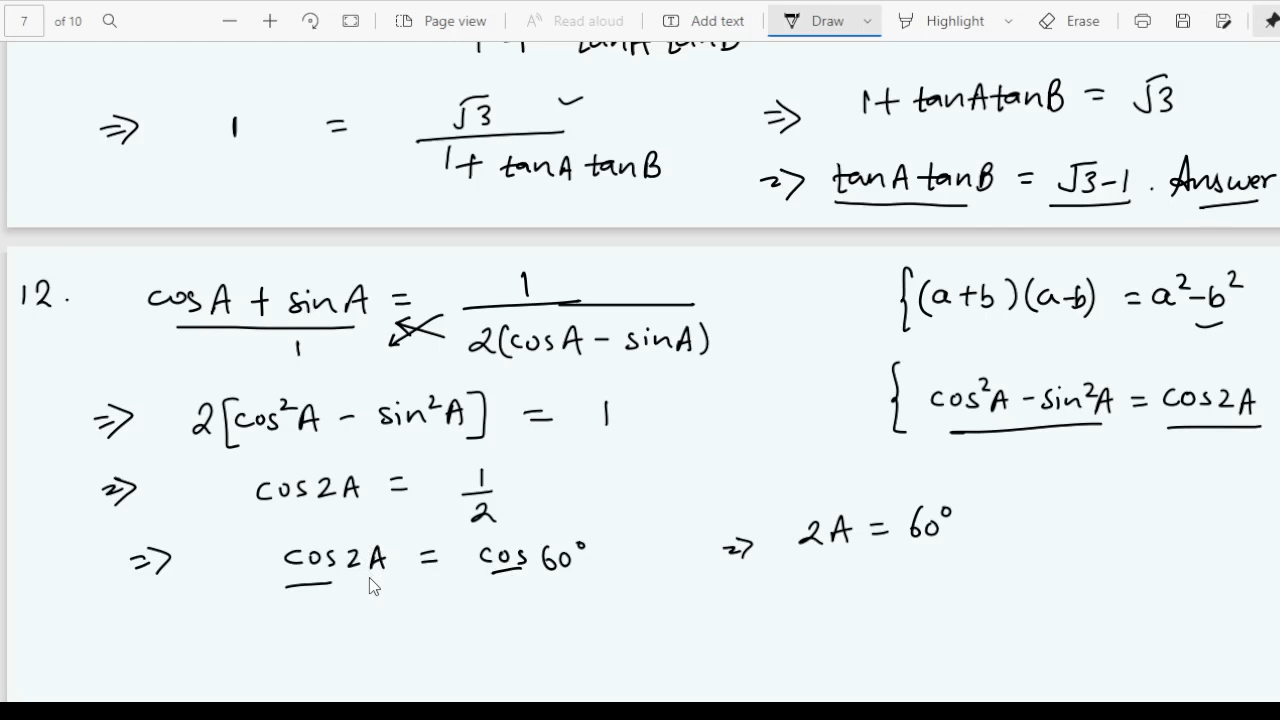 7 of 10 Page view Read aloud Add text Draw Highlight Erase
⇒ 1 = √3 / (1 + tanA tanB) ⇒ 1 + tanA tanB = √3
⇒ tanA tanB = √3 - 1 . Answer
12. cosA + sinA / 1 = 1 / 2(cosA - sinA) {(a+b)(a-b) = a² - b²
⇒ 2[cos²A - sin²A] = 1 { cos²A - sin²A = cos2A
⇒ cos2A = 1/2
⇒ cos2A = cos60° ⇒ 2A = 60°